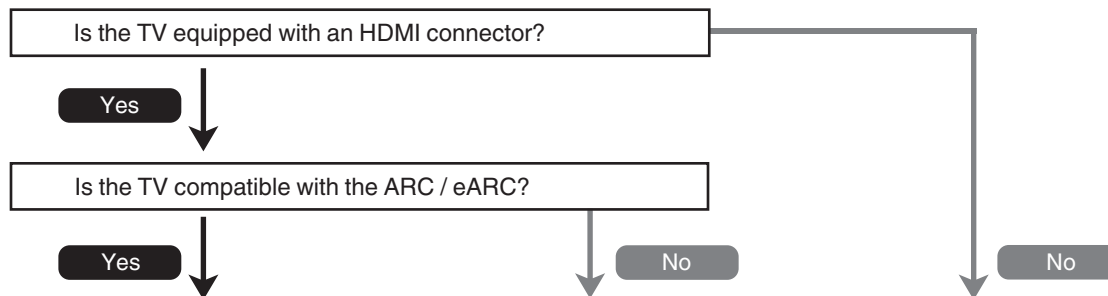 Is the TV equipped with an HDMI connector?
Yes
Is the TV compatible with the ARC / eARC?
Yes
No
No